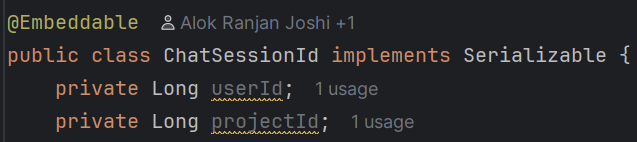 @Embeddable Alok Ranjan Joshi +1
public class ChatSessionId implements Serializable {
    private Long userId; 1 usage
    private Long projectId; 1 usage